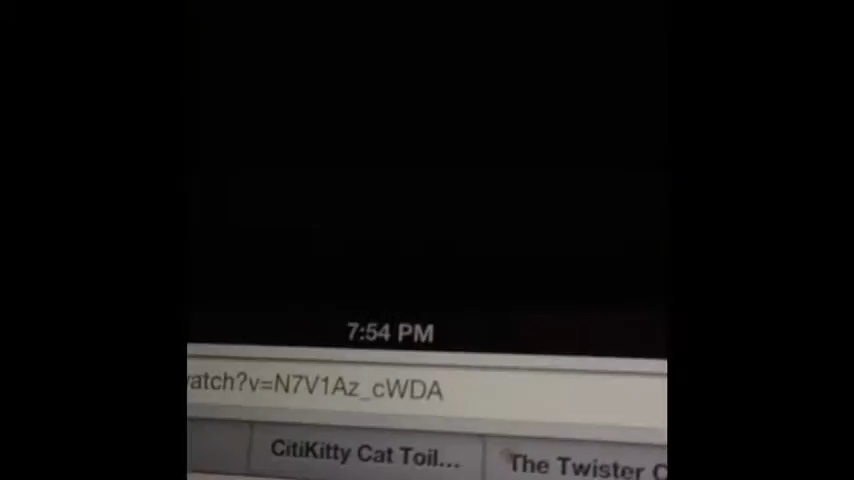 7:54 PM
atch?v=N7V1Az_cWDA
CitiKitty Cat Toil...
The Twister C